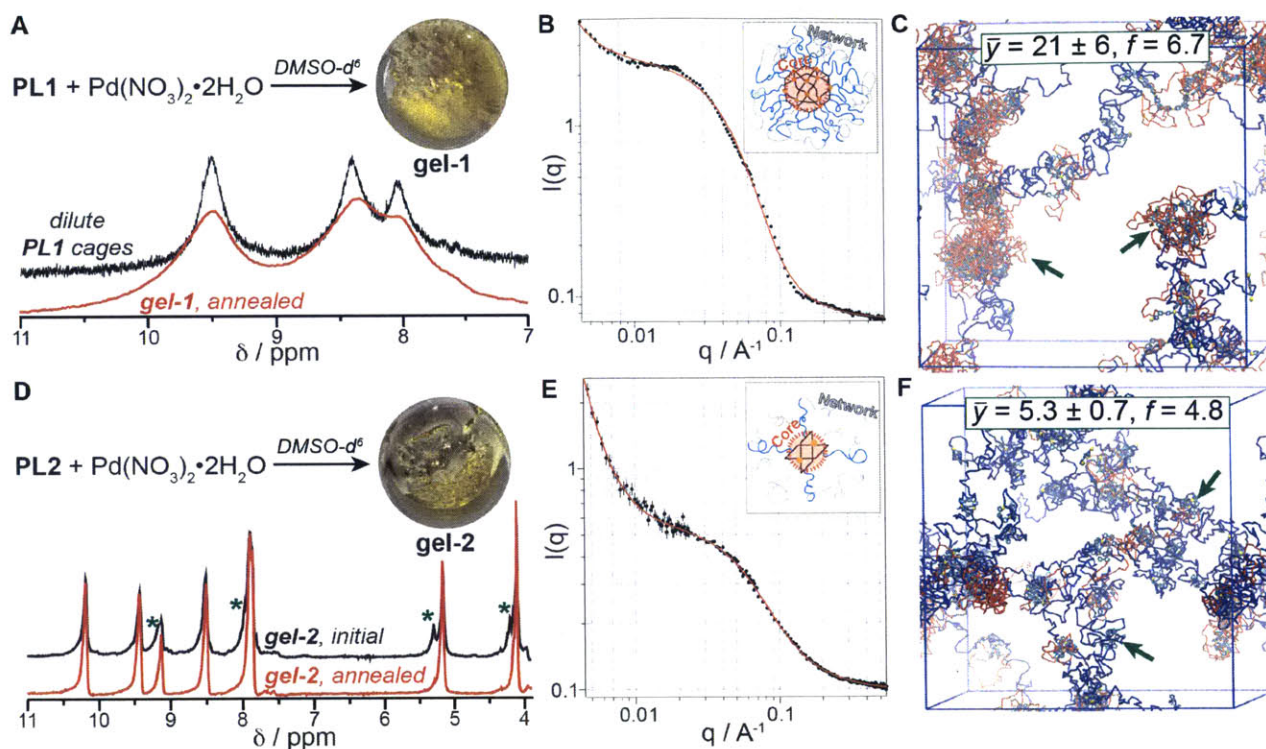 A
PL1 + Pd(NO₃)₂•2H₂O
DMSO-d⁶
gel-1
dilute
PL1 cages
gel-1, annealed
11 10 9 8 7
δ / ppm
B
I(q)
1
0.1
0.01 0.1
q / A⁻¹
Network
Core
C
ȳ = 21 ± 6, f = 6.7
D
PL2 + Pd(NO₃)₂•2H₂O
DMSO-d⁶
gel-2
* * * *
gel-2, initial
gel-2, annealed
11 10 9 8 7 6 5 4
δ / ppm
E
I(q)
1
0.1
0.01 0.1
q / A⁻¹
Network
Core
F
ȳ = 5.3 ± 0.7, f = 4.8